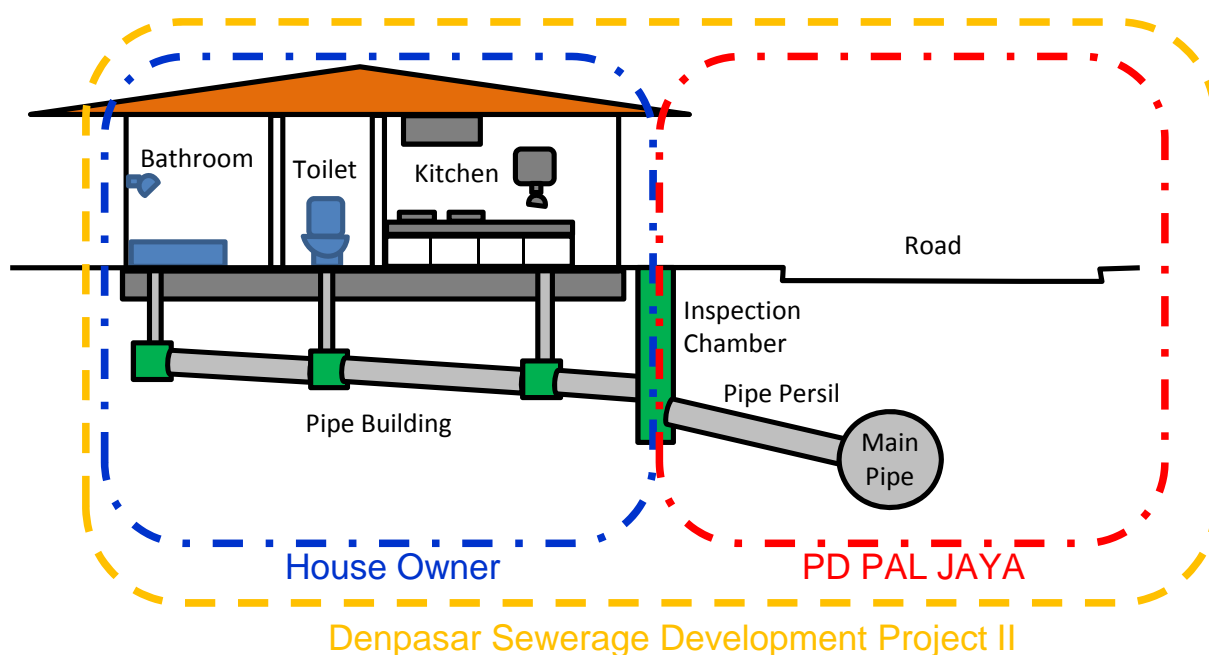 Bathroom
Toilet
Kitchen
Road
Inspection
Chamber
Pipe Persil
Pipe Building
Main
Pipe
House Owner
PD PAL JAYA
Denpasar Sewerage Development Project II